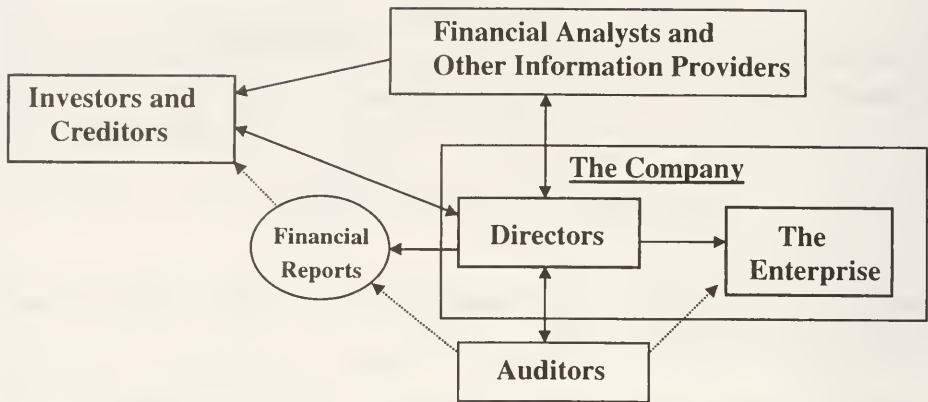 Financial Analysts and
Other Information Providers
Investors and
Creditors
The Company
Directors
The
Enterprise
Financial
Reports
Auditors